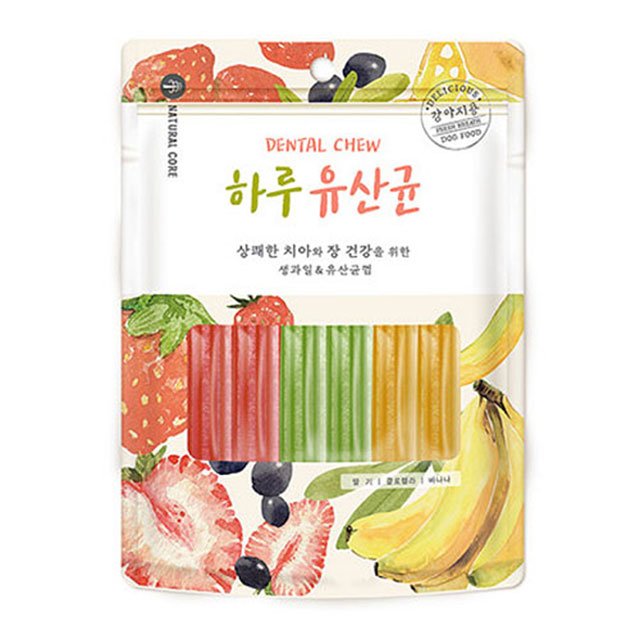 NATURAL CORE
DELICIOUS
강아지용
FRESH BREATH
DOG FOOD
DENTAL CHEW
하루 유산균
상쾌한 치아와 장 건강을 위한
생과일&유산균껌
딸 기 | 클로렐라 | 바나나